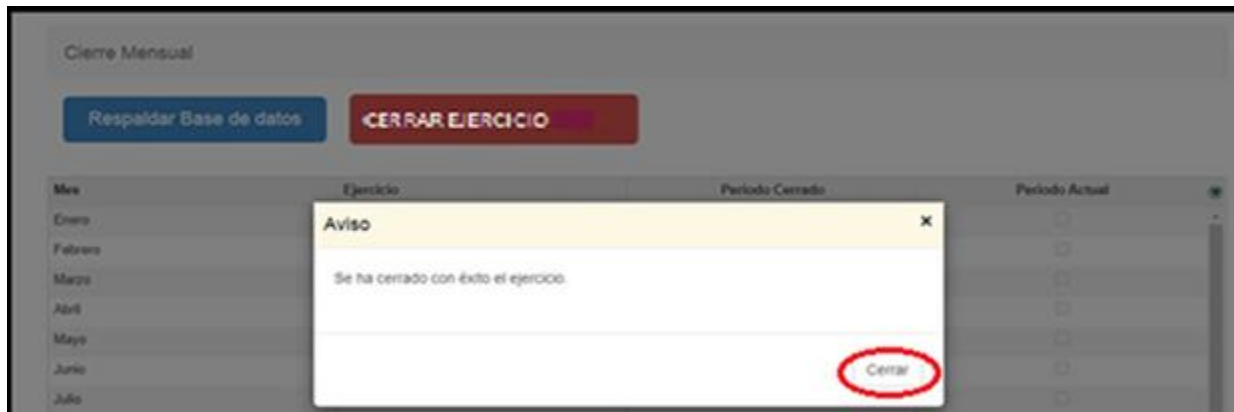 Cierre Mensual
Respaldar Base de datos
CERRAR EJERCICIO
Mes Ejercicio Periodo Cerrado Periodo Actual
Enero
Febrero
Marzo
Abril
Mayo
Junio
Julio
Aviso ×
Se ha cerrado con éxito el ejercicio.
Cerrar